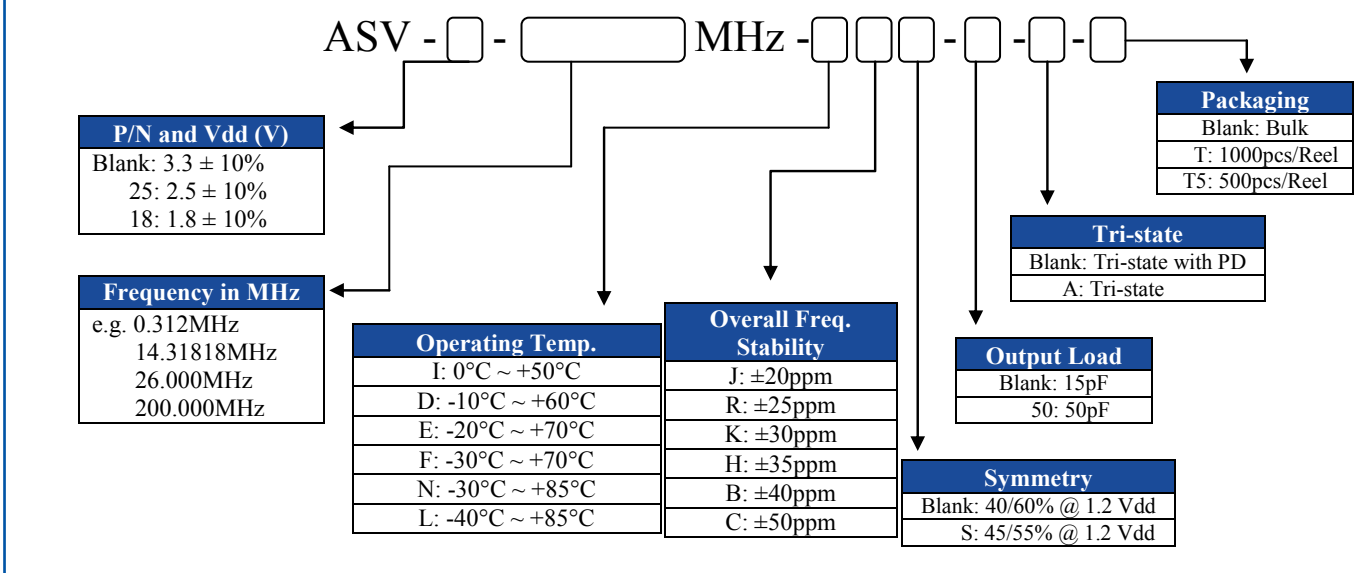 ASV - - MHz - - - -
Packaging
Blank: Bulk
T: 1000pcs/Reel
T5: 500pcs/Reel
P/N and Vdd (V)
Blank: 3.3 ± 10%
25: 2.5 ± 10%
18: 1.8 ± 10%
Tri-state
Blank: Tri-state with PD
A: Tri-state
Frequency in MHz
e.g. 0.312MHz
14.31818MHz
26.000MHz
200.000MHz
Operating Temp.
I: 0°C ~ +50°C
D: -10°C ~ +60°C
E: -20°C ~ +70°C
F: -30°C ~ +70°C
N: -30°C ~ +85°C
L: -40°C ~ +85°C
Overall Freq.
Stability
J: ±20ppm
R: ±25ppm
K: ±30ppm
H: ±35ppm
B: ±40ppm
C: ±50ppm
Output Load
Blank: 15pF
50: 50pF
Symmetry
Blank: 40/60% @ 1.2 Vdd
S: 45/55% @ 1.2 Vdd